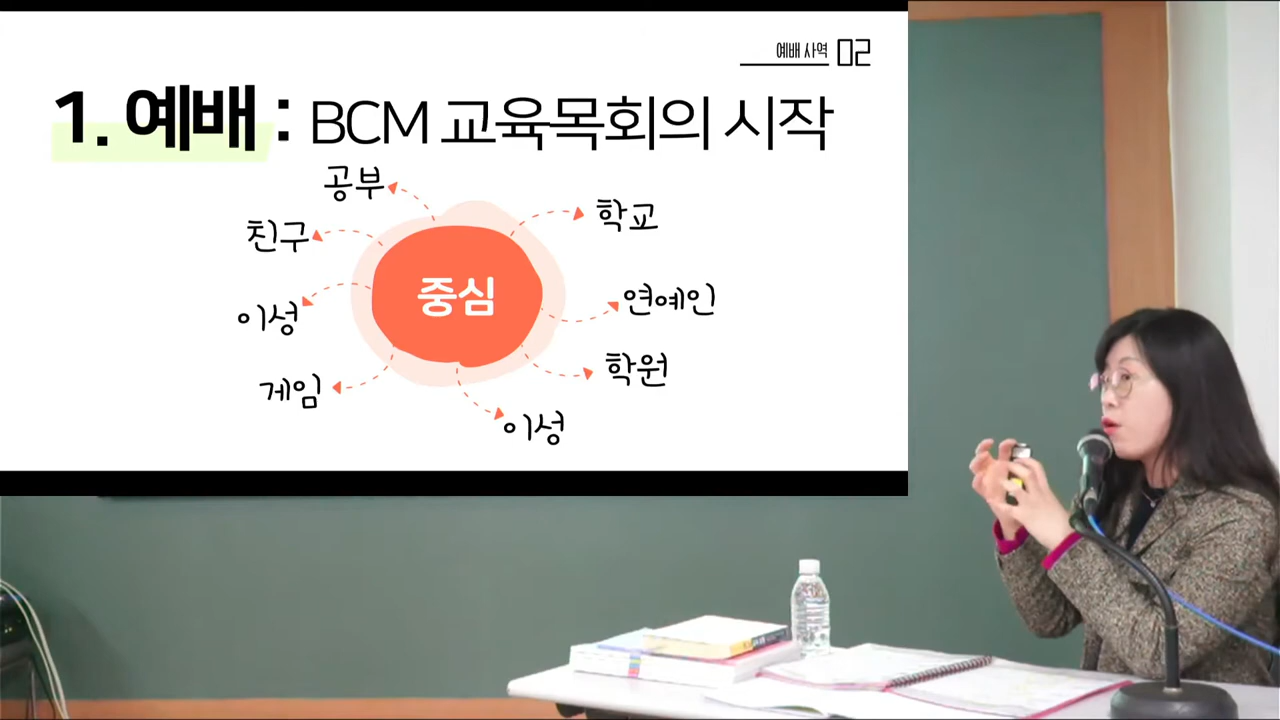 예배 사역 02
1. 예배 : BCM 교육목회의 시작
공부
친구
학교
중심
이성
연예인
게임
학원
이성